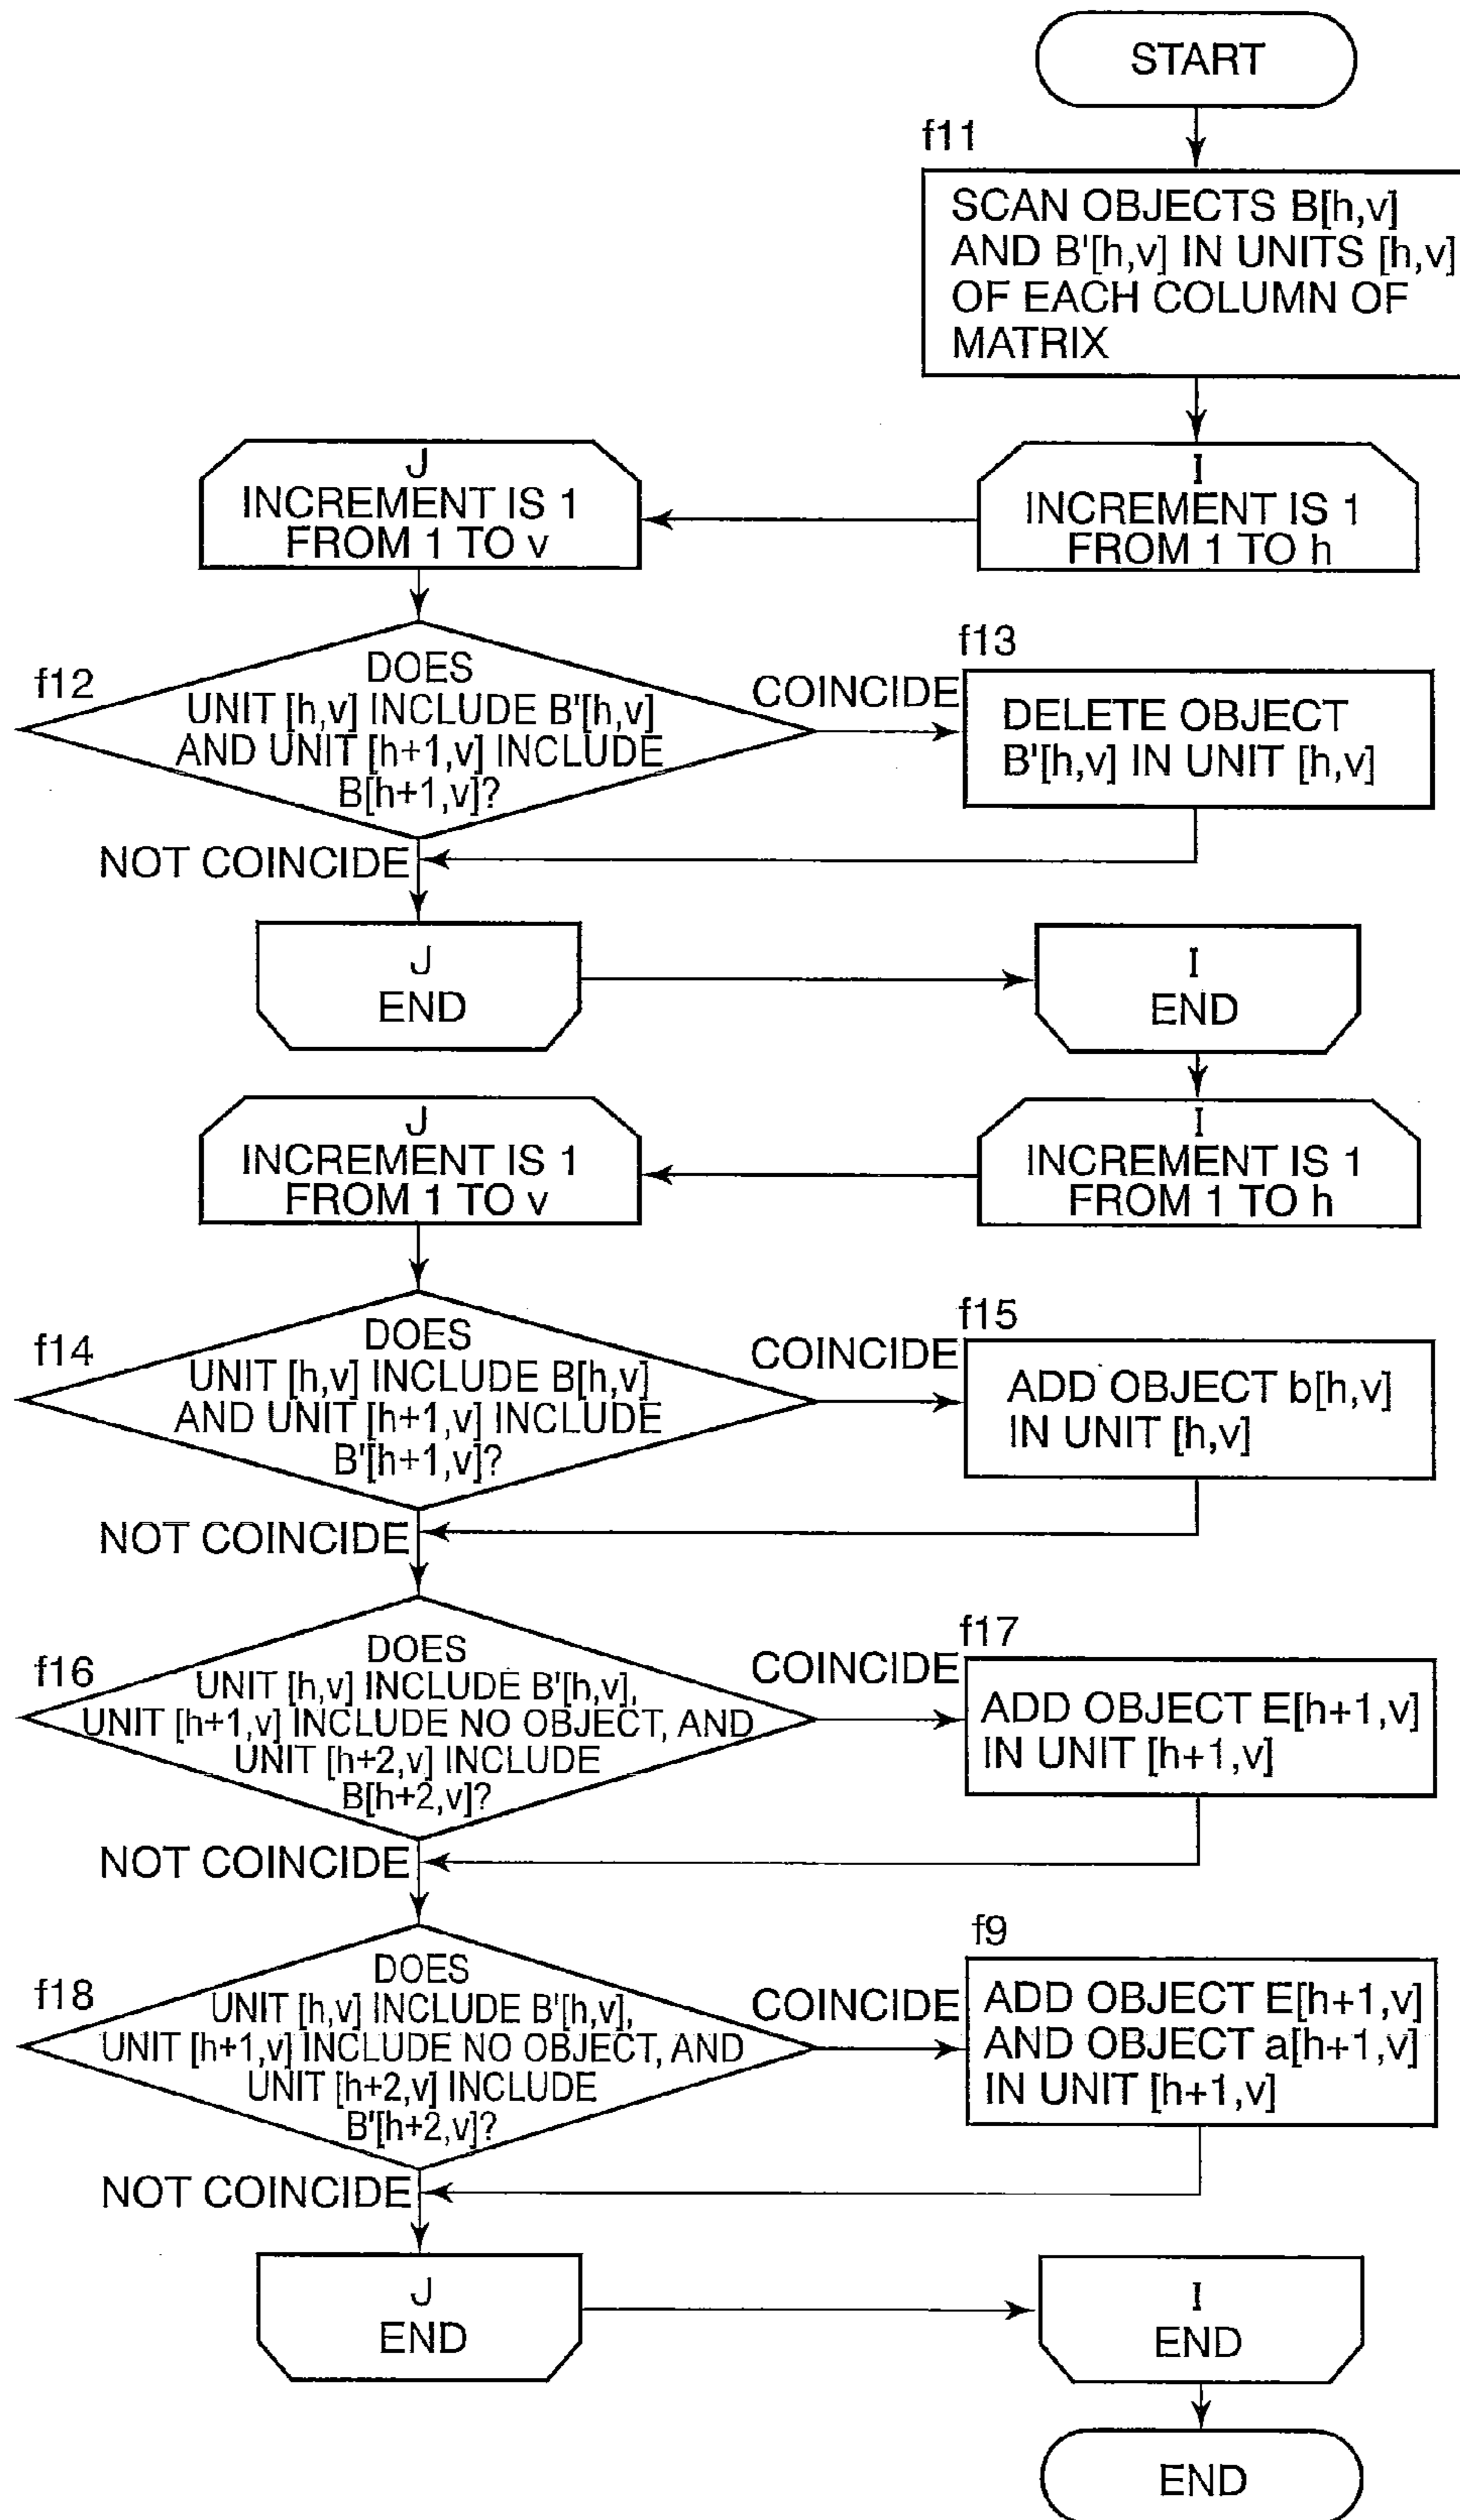 START
f11
SCAN OBJECTS B[h,v]
AND B'[h,v] IN UNITS [h,v]
OF EACH COLUMN OF
MATRIX
I
INCREMENT IS 1
FROM 1 TO h
J
INCREMENT IS 1
FROM 1 TO v
f12
DOES
UNIT [h,v] INCLUDE B'[h,v]
AND UNIT [h+1,v] INCLUDE
B[h+1,v]?
COINCIDE
f13
DELETE OBJECT
B'[h,v] IN UNIT [h,v]
NOT COINCIDE
J
END
I
END
I
INCREMENT IS 1
FROM 1 TO h
J
INCREMENT IS 1
FROM 1 TO v
f14
DOES
UNIT [h,v] INCLUDE B[h,v]
AND UNIT [h+1,v] INCLUDE
B'[h+1,v]?
COINCIDE
f15
ADD OBJECT b[h,v]
IN UNIT [h,v]
NOT COINCIDE
f16
DOES
UNIT [h,v] INCLUDE B'[h,v],
UNIT [h+1,v] INCLUDE NO OBJECT, AND
UNIT [h+2,v] INCLUDE
B[h+2,v]?
COINCIDE
f17
ADD OBJECT E[h+1,v]
IN UNIT [h+1,v]
NOT COINCIDE
f18
DOES
UNIT [h,v] INCLUDE B'[h,v],
UNIT [h+1,v] INCLUDE NO OBJECT, AND
UNIT [h+2,v] INCLUDE
B'[h+2,v]?
COINCIDE
f9
ADD OBJECT E[h+1,v]
AND OBJECT a[h+1,v]
IN UNIT [h+1,v]
NOT COINCIDE
J
END
I
END
END